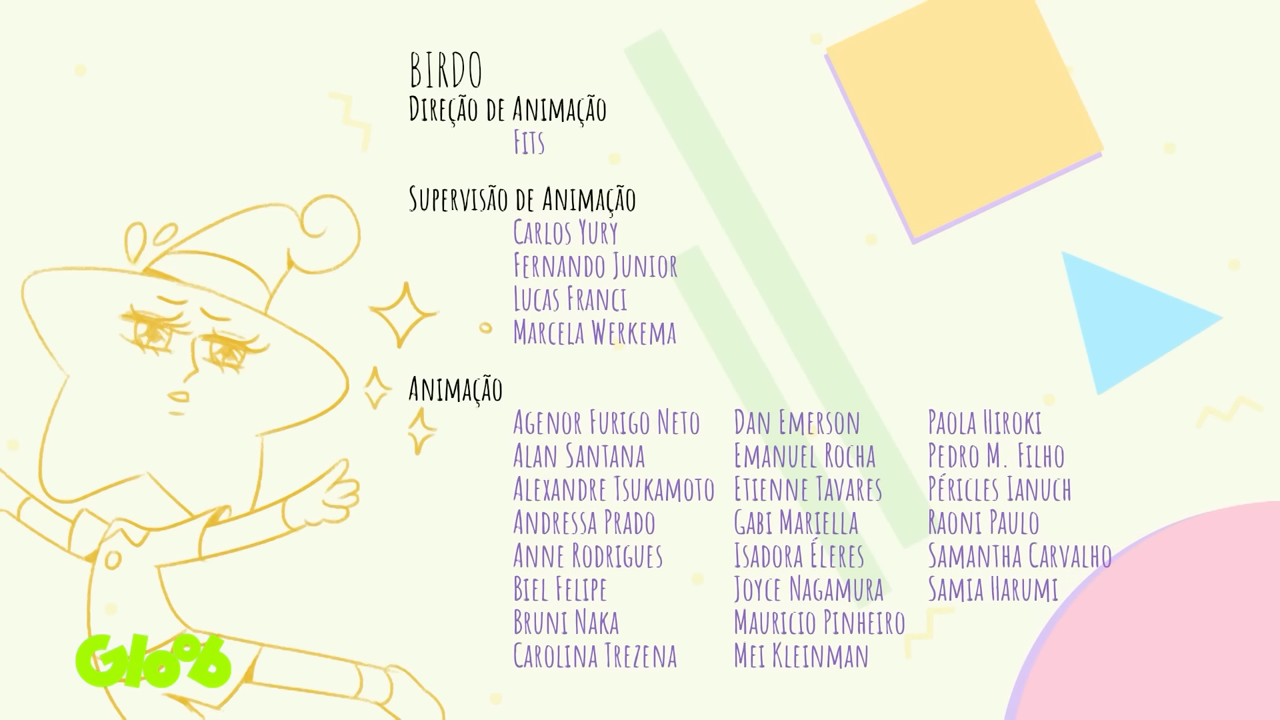 BIRDO
Direção de Animação
Fits
Supervisão de Animação
Carlos Yury
Fernando Junior
Lucas Franci
Marcela Werkema
Animação
Agenor Furigo Neto
Alan Santana
Alexandre Tsukamoto
Andressa Prado
Anne Rodrigues
Biel Felipe
Bruni Naka
Carolina Trezena
Dan Emerson
Emanuel Rocha
Etienne Tavares
Gabi Mariella
Isadora Éleres
Joyce Nagamura
Mauricio Pinheiro
Mei Kleinman
Paola Hiroki
Pedro M. Filho
Péricles Ianuch
Raoni Paulo
Samantha Carvalho
Samia Harumi
Gloob